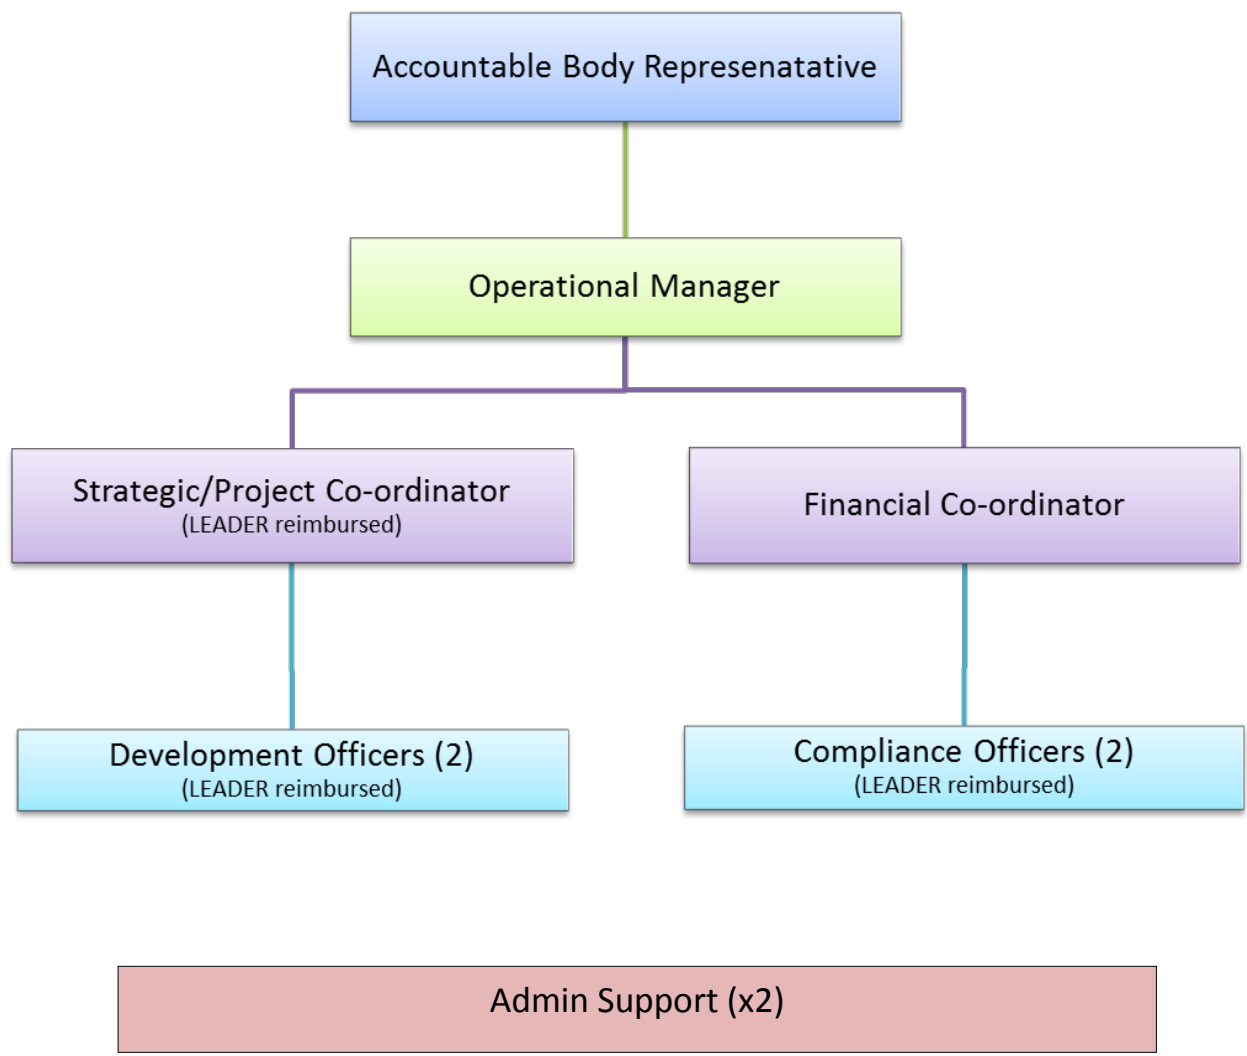 Accountable Body Represenatative
Operational Manager
Strategic/Project Co-ordinator
(LEADER reimbursed)
Financial Co-ordinator
Development Officers (2)
(LEADER reimbursed)
Compliance Officers (2)
(LEADER reimbursed)
Admin Support (x2)